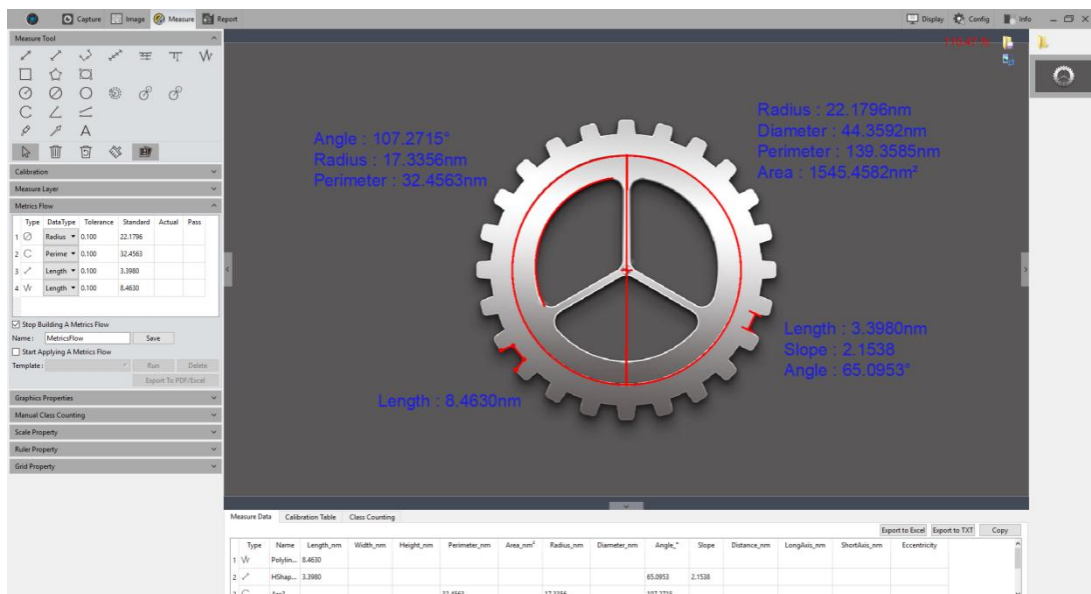 Capture Image Measure Report Display Config Info
Measure Tool
A
Calibration
Measure Layer
Metrics Flow
Type DataType Tolerance Standard Actual Pass
1 Radius 0.100 22.1796
2 Perime 0.100 32.4563
3 Length 0.100 3.3980
4 Length 0.100 8.4630
Stop Building A Metrics Flow
Name: MetricsFlow Save
Start Applying A Metrics Flow
Template: Run Delete
Export To PDF/Excel
Graphics Properties
Manual Class Counting
Scale Property
Ruler Property
Grid Property
Angle : 107.2715°
Radius : 17.3356nm
Perimeter : 32.4563nm
Radius : 22.1796nm
Diameter : 44.3592nm
Perimeter : 139.3585nm
Area : 1545.4582nm²
Length : 3.3980nm
Slope : 2.1538
Angle : 65.0953°
Length : 8.4630nm
Measure Data Calibration Table Class Counting
Export to Excel Export to TXT Copy
Type Name Length_nm Width_nm Height_nm Perimeter_nm Area_nm² Radius_nm Diameter_nm Angle_° Slope Distance_nm LongAxis_nm ShortAxis_nm Eccentricity
1 Polylin... 8.4630
2 HShap... 3.3980 65.0953 2.1538
32.4563 17.3356 107.2715